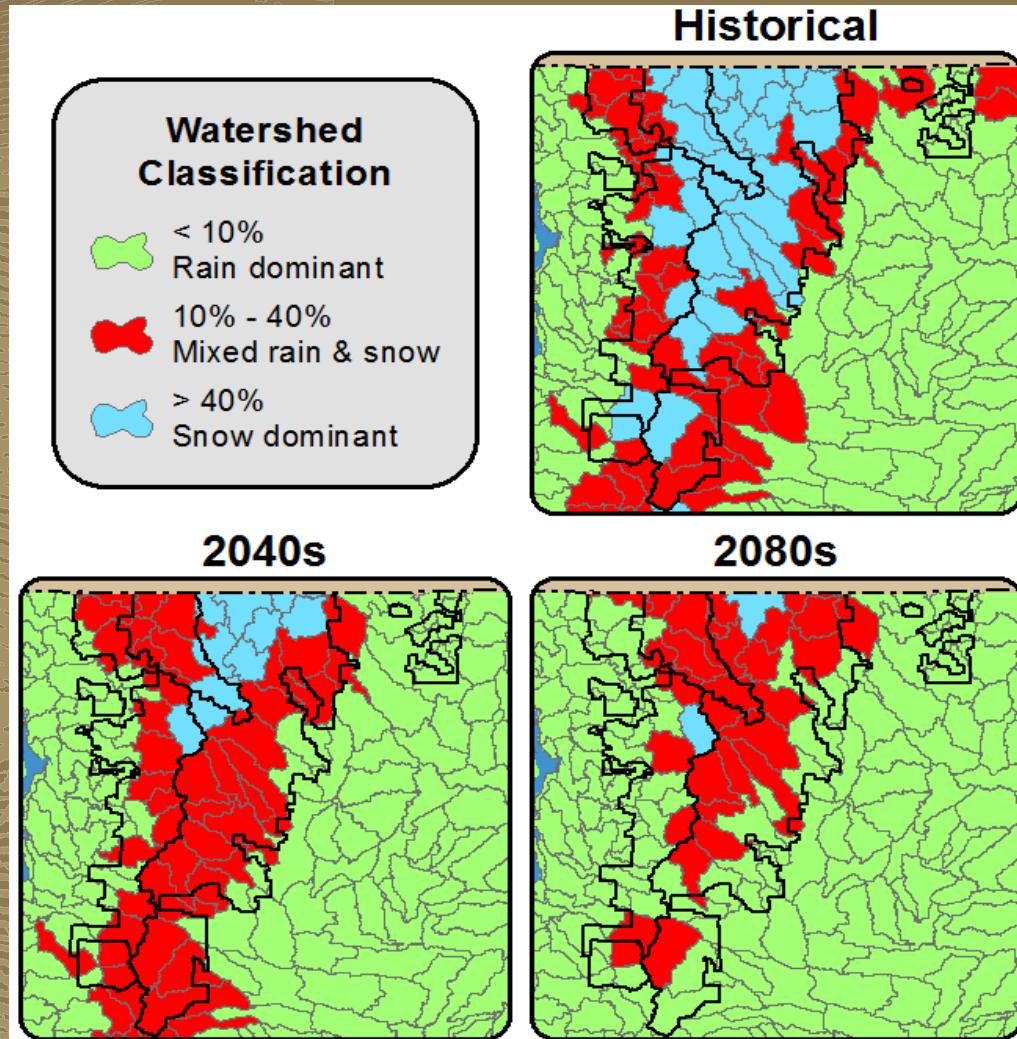 Historical
Watershed
Classification
< 10%
Rain dominant
10% - 40%
Mixed rain & snow
> 40%
Snow dominant
2040s
2080s